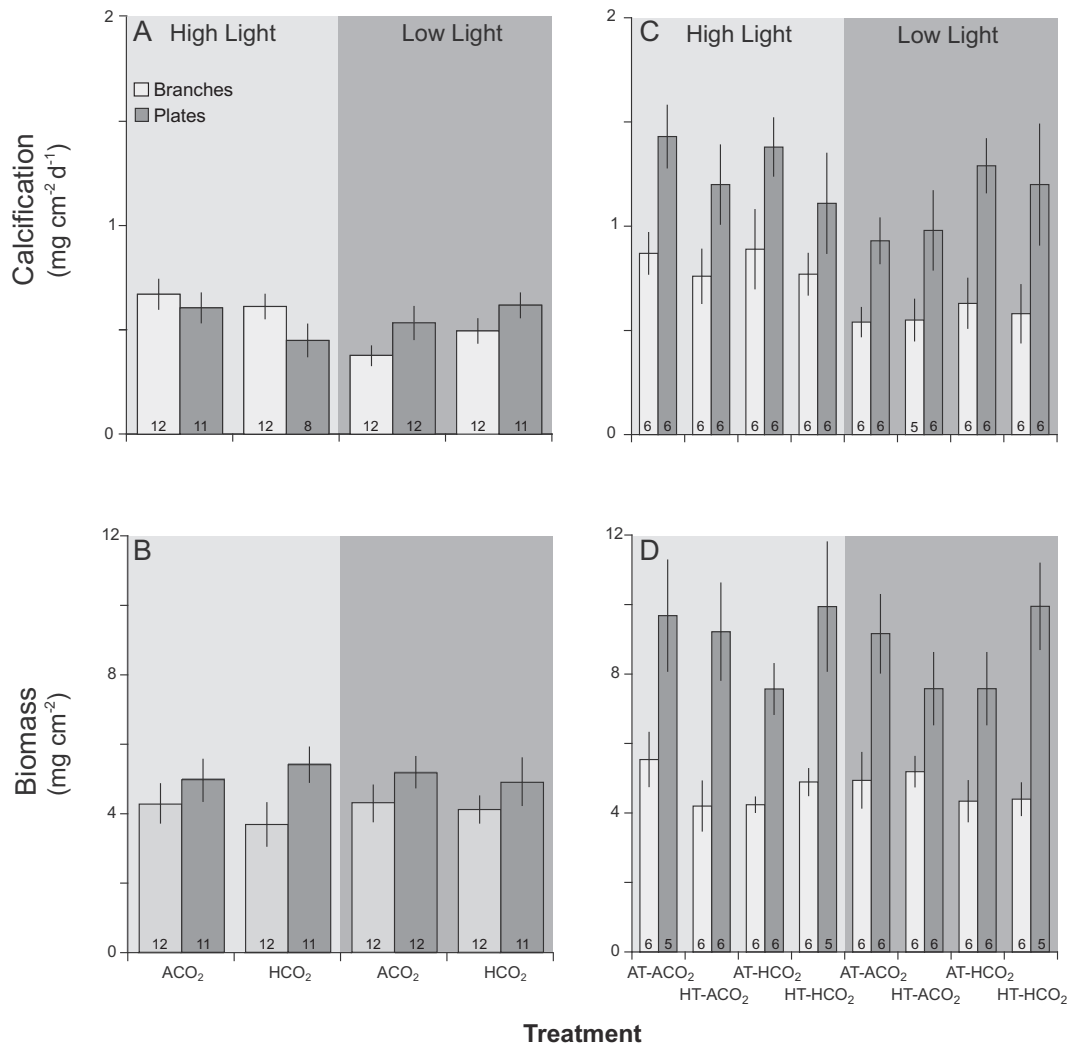 A High Light Low Light
Branches
Plates
2
1
0
Calcification
(mg cm⁻² d⁻¹)
12 11 12 8 12 12 12 11
C High Light Low Light
2
1
0
6 6 6 6 6 6 6 6 6 6 5 6 6 6 6 6
B
12
8
4
0
Biomass
(mg cm⁻²)
12 11 12 11 12 12 12 11
ACO₂ HCO₂ ACO₂ HCO₂
D
12
8
4
0
6 5 6 6 6 6 6 5 6 6 6 6 6 6 6 5
AT-ACO₂ AT-HCO₂ AT-ACO₂ AT-HCO₂
HT-ACO₂ HT-HCO₂ HT-ACO₂ HT-HCO₂
Treatment